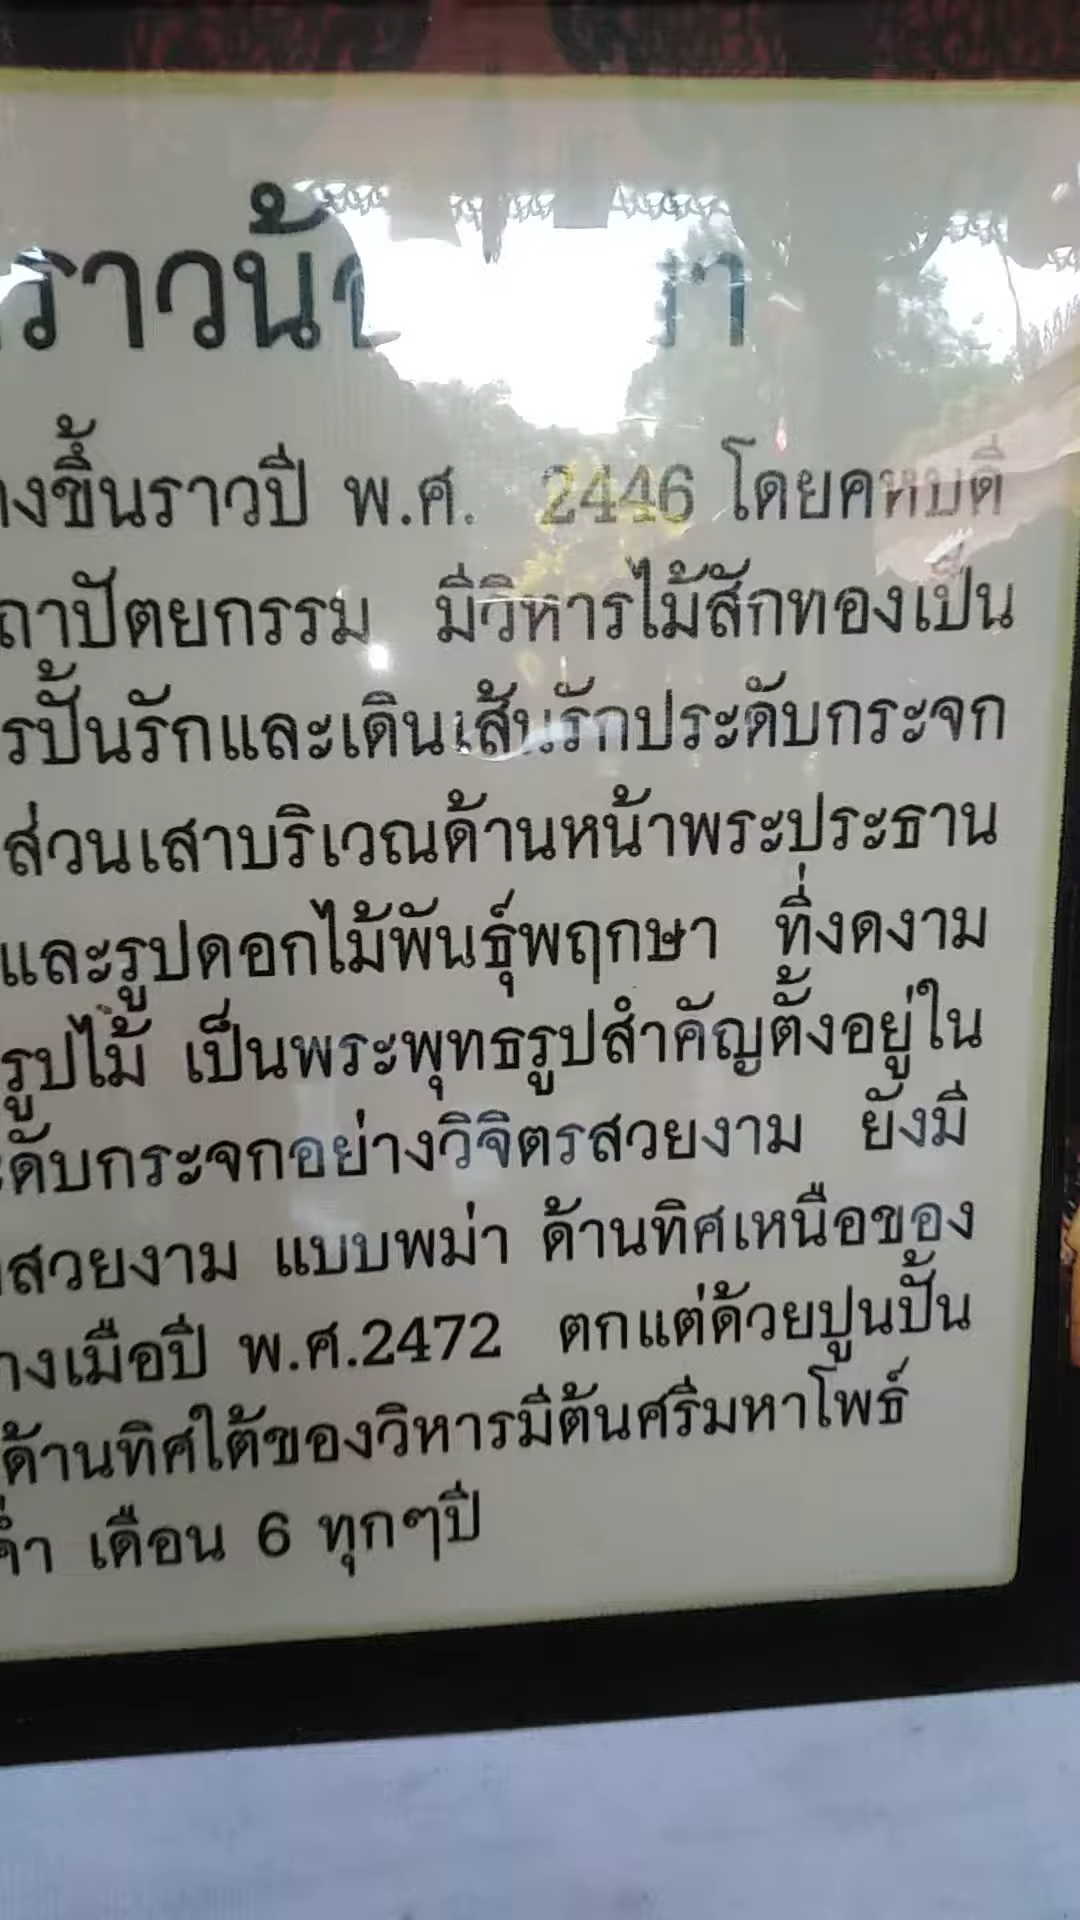 ราวน้
งขึ้นราวปี พ.ศ. 2446 โดยคหบดี
ถาปัตยกรรม มีวิหารไม้สักทองเป็น
รปั้นรักและเดินเส้นรักประดับกระจก
ส่วนเสาบริเวณด้านหน้าพระประธาน
และรูปดอกไม้พันธุ์พฤกษา ที่งดงาม
รูปไม้ เป็นพระพุทธรูปสำคัญตั้งอยู่ใน
ะดับกระจกอย่างวิจิตรสวยงาม ยังมี
สวยงาม แบบพม่า ด้านทิศเหนือของ
างเมือปี พ.ศ.2472 ตกแต่ด้วยปูนปั้น
ด้านทิศใต้ของวิหารมีต้นศรีมหาโพธ์
ค่ำ เดือน 6 ทุกๆปี